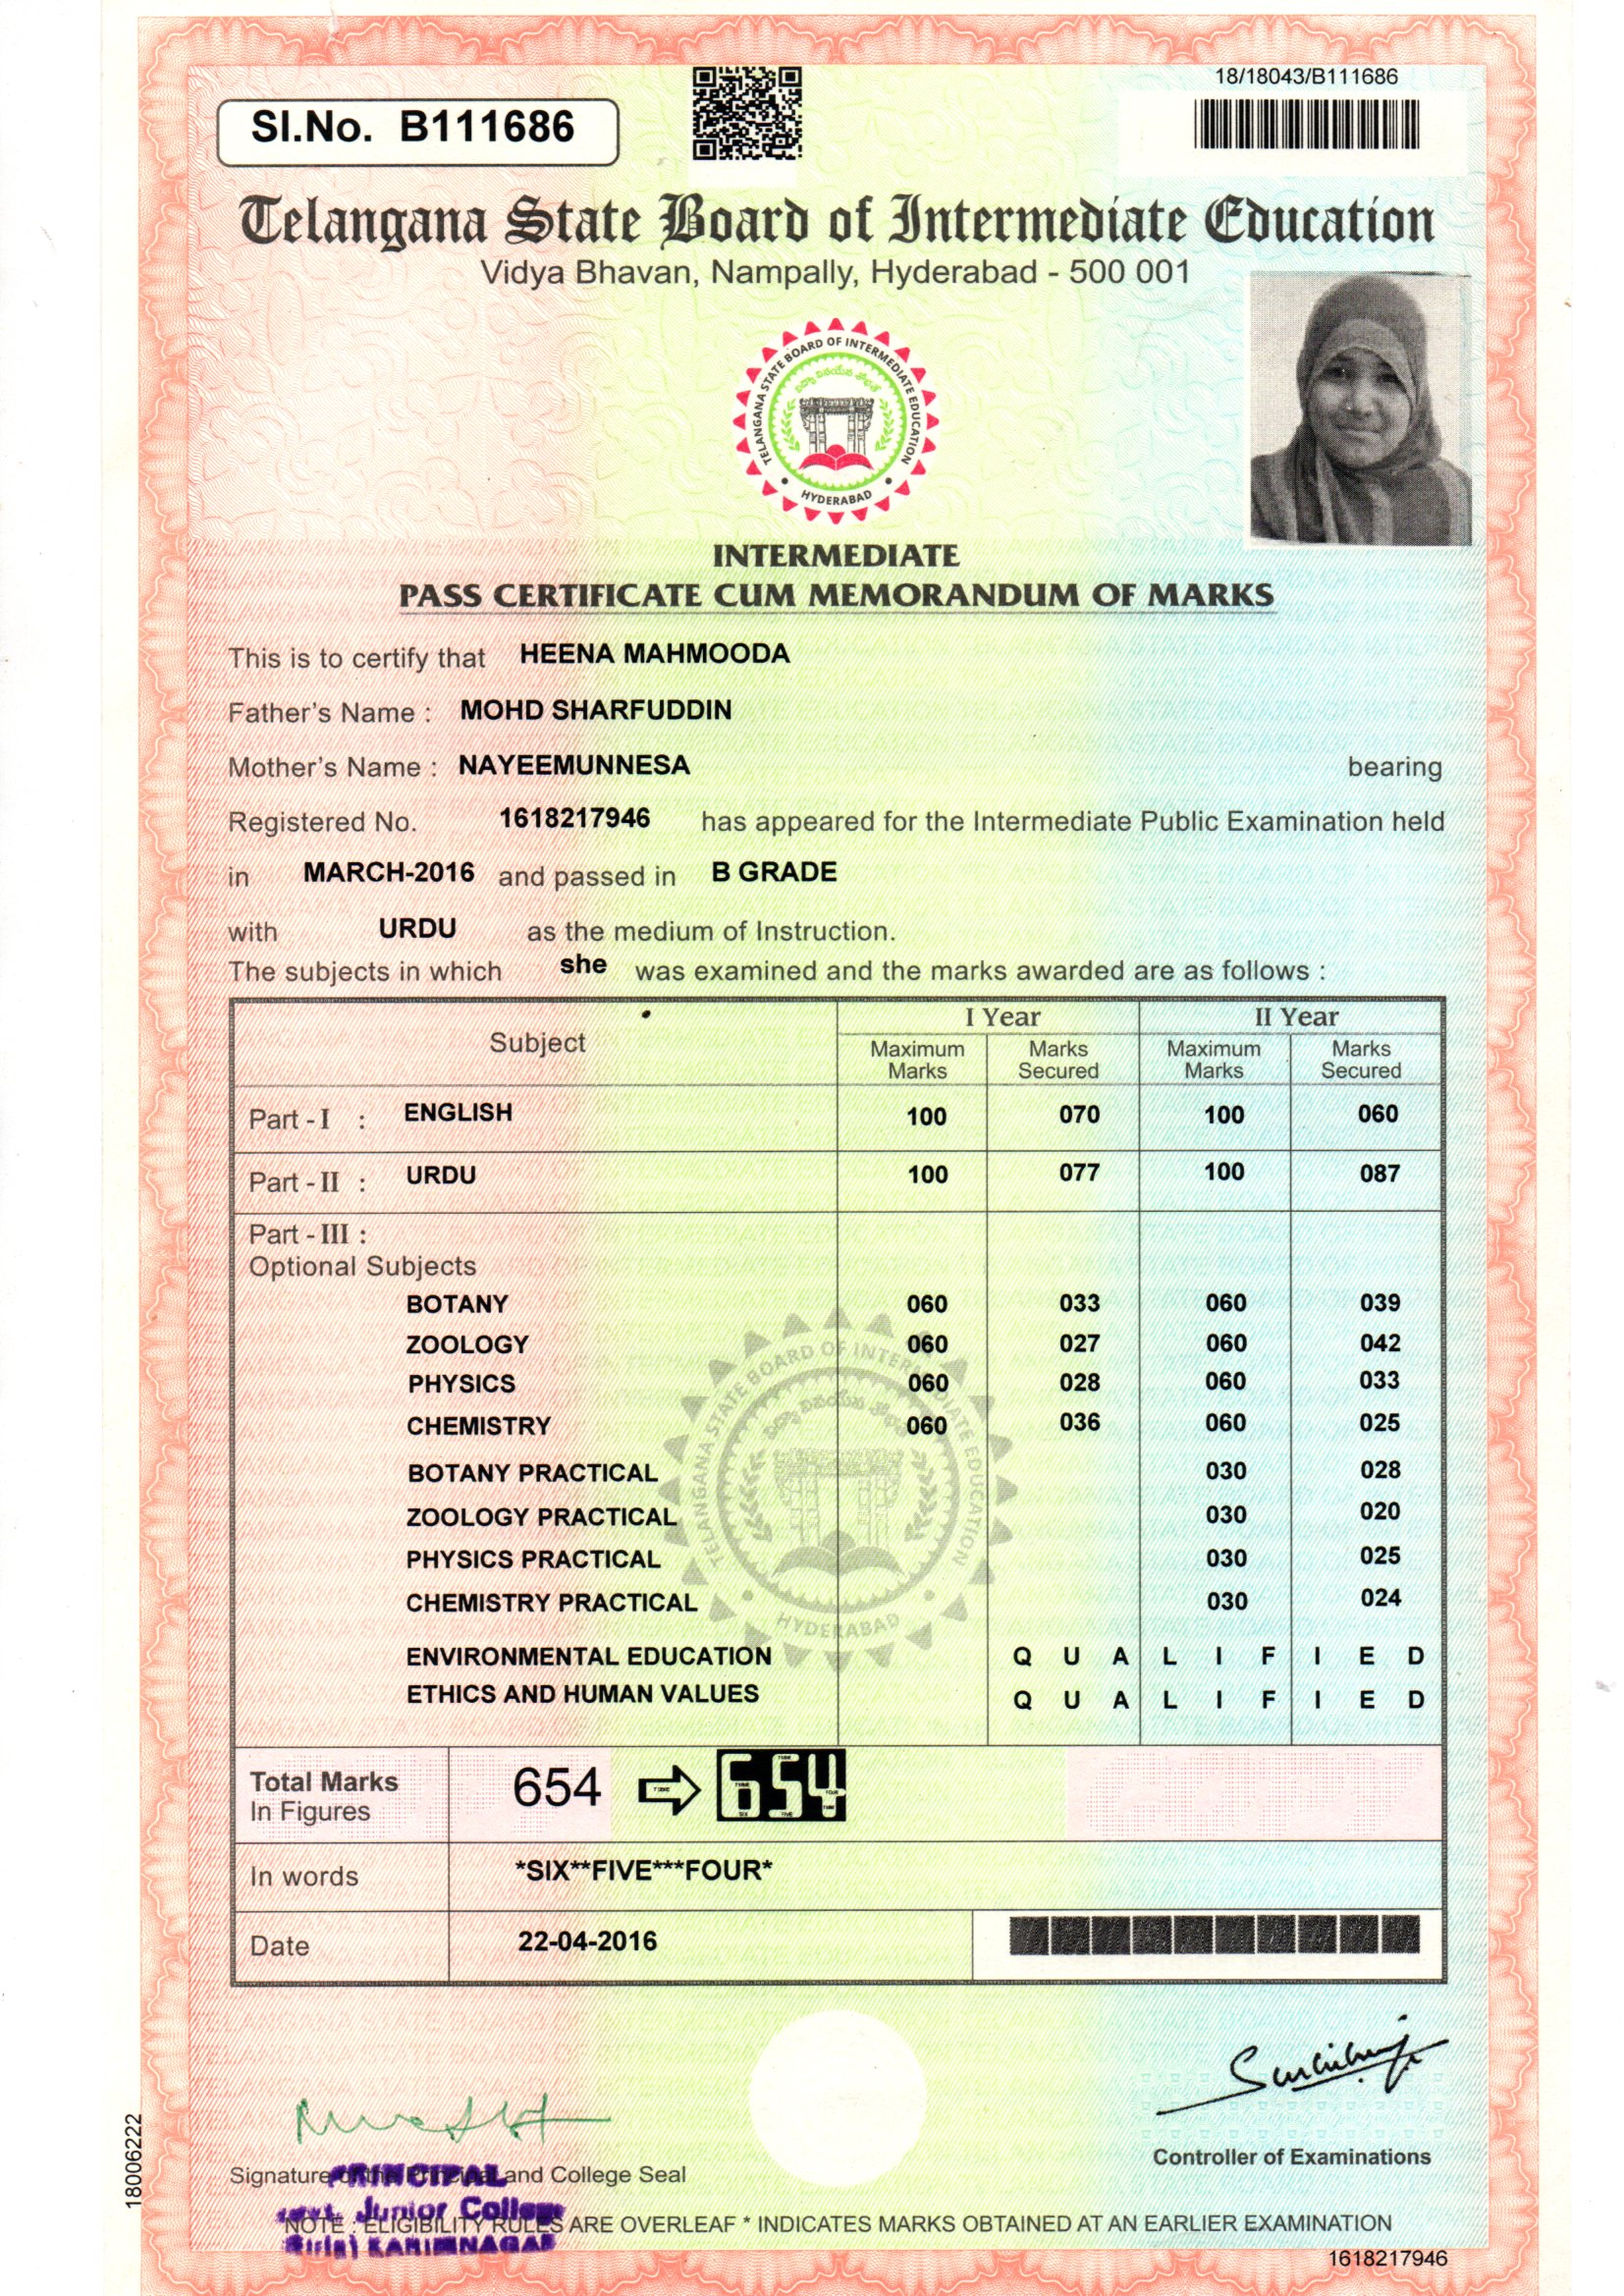 18/18043/B111686
Sl.No. B111686
Telangana State Board of Intermediate Education
Vidya Bhavan, Nampally, Hyderabad - 500 001
TELANGANA STATE BOARD OF INTERMEDIATE EDUCATION
HYDERABAD
INTERMEDIATE
PASS CERTIFICATE CUM MEMORANDUM OF MARKS
This is to certify that HEENA MAHMOODA
Father's Name : MOHD SHARFUDDIN
Mother's Name : NAYEEMUNNESA bearing
Registered No. 1618217946 has appeared for the Intermediate Public Examination held
in MARCH-2016 and passed in B GRADE
with URDU as the medium of Instruction.
The subjects in which she was examined and the marks awarded are as follows :
Subject I Year II Year
Maximum Marks Marks Secured Maximum Marks Marks Secured
Part - I : ENGLISH 100 070 100 060
Part - II : URDU 100 077 100 087
Part - III :
Optional Subjects
BOTANY 060 033 060 039
ZOOLOGY 060 027 060 042
PHYSICS 060 028 060 033
CHEMISTRY 060 036 060 025
BOTANY PRACTICAL 030 028
ZOOLOGY PRACTICAL 030 020
PHYSICS PRACTICAL 030 025
CHEMISTRY PRACTICAL 030 024
ENVIRONMENTAL EDUCATION Q U A L I F I E D
ETHICS AND HUMAN VALUES Q U A L I F I E D
Total Marks
In Figures 654 654
In words *SIX**FIVE***FOUR*
Date 22-04-2016
Controller of Examinations
Signature of the Principal and College Seal
PRINCIPAL
Govt. Junior College
(Girls) KARIMNAGAR
NOTE : ELIGIBILITY RULES ARE OVERLEAF * INDICATES MARKS OBTAINED AT AN EARLIER EXAMINATION
1618217946
18006222